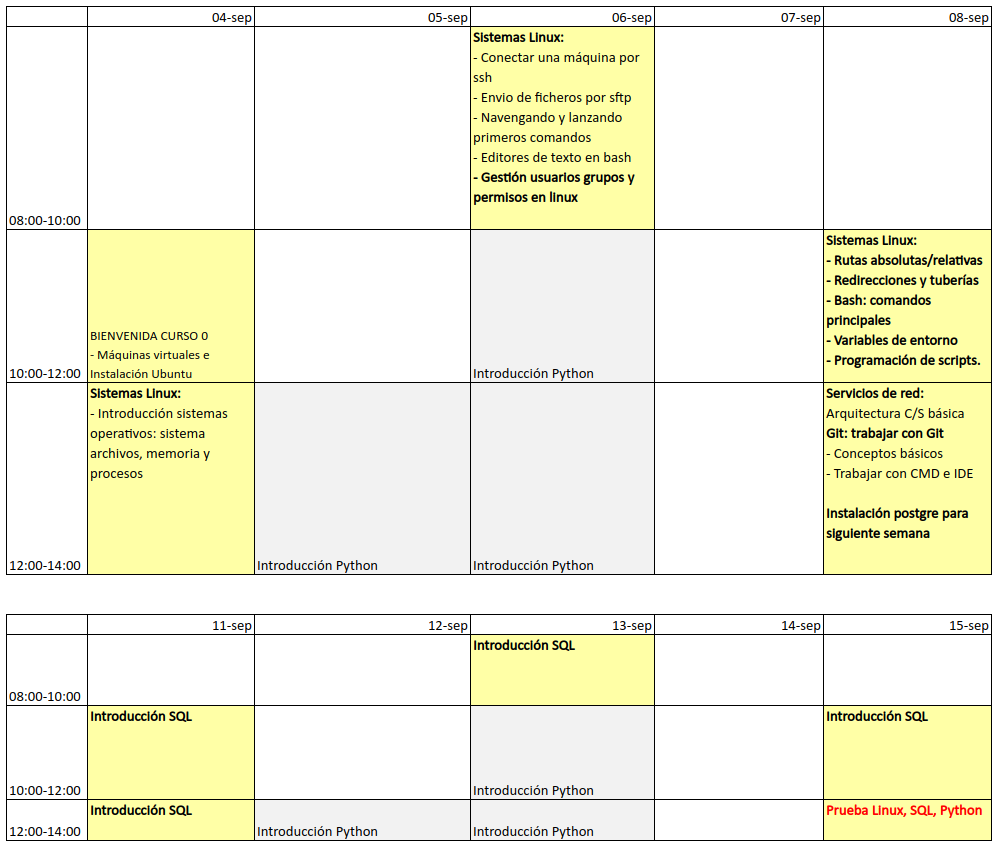 04-sep 05-sep 06-sep 07-sep 08-sep
08:00-10:00
Sistemas Linux:
- Conectar una máquina por
ssh
- Envio de ficheros por sftp
- Navengando y lanzando
primeros comandos
- Editores de texto en bash
- Gestión usuarios grupos y
permisos en linux
10:00-12:00
BIENVENIDA CURSO 0
- Máquinas virtuales e
Instalación Ubuntu
Introducción Python
Sistemas Linux:
- Rutas absolutas/relativas
- Redirecciones y tuberías
- Bash: comandos
principales
- Variables de entorno
- Programación de scripts.
12:00-14:00
Sistemas Linux:
- Introducción sistemas
operativos: sistema
archivos, memoria y
procesos
Introducción Python
Introducción Python
Servicios de red:
Arquitectura C/S básica
Git: trabajar con Git
- Conceptos básicos
- Trabajar con CMD e IDE
Instalación postgre para
siguiente semana
11-sep 12-sep 13-sep 14-sep 15-sep
08:00-10:00
Introducción SQL
10:00-12:00
Introducción SQL
Introducción Python
Introducción SQL
12:00-14:00
Introducción SQL
Introducción Python
Introducción Python
Prueba Linux, SQL, Python